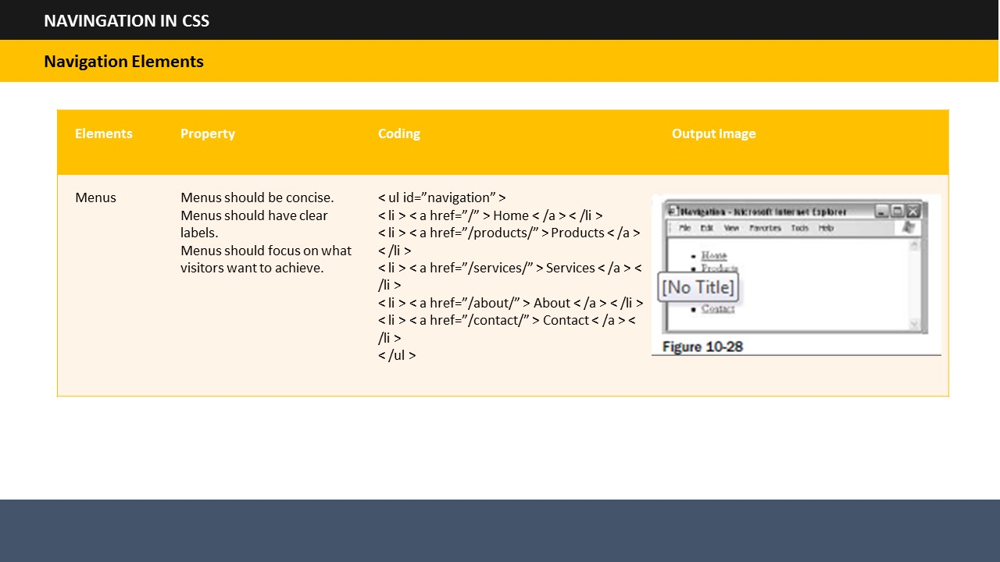 NAVINGATION IN CSS
Navigation Elements
Elements
Property
Coding
Output Image
Menus
Menus should be concise.
Menus should have clear
labels.
Menus should focus on what
visitors want to achieve.
< ul id=”navigation” >
< li > < a href=”/” > Home < /a > < /li >
< li > < a href=”/products/” > Products < /a >
< /li >
< li > < a href=”/services/” > Services < /a > <
/li >
< li > < a href=”/about/” > About < /a > < /li >
< li > < a href=”/contact/” > Contact < /a > <
/li >
< /ul >
Navigation - Microsoft Internet Explorer
File Edit View Favorites Tools Help
Home
Products
[No Title]
Contact
Figure 10-28